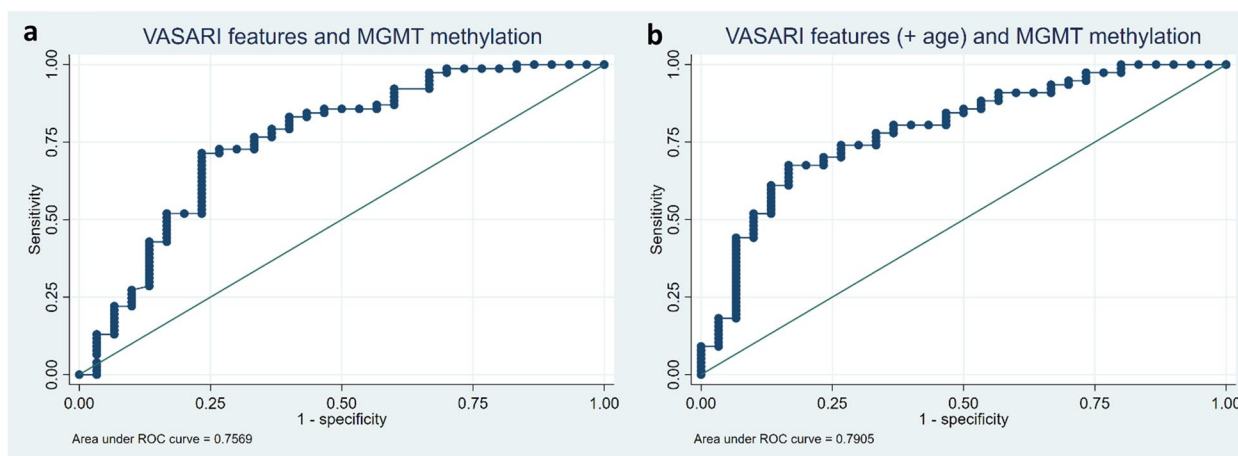 a
VASARI features and MGMT methylation
1.00
0.75
0.50
0.25
0.00
Sensitivity
0.00 0.25 0.50 0.75 1.00
1 - specificity
Area under ROC curve = 0.7569
b
VASARI features (+ age) and MGMT methylation
1.00
0.75
0.50
0.25
0.00
Sensitivity
0.00 0.25 0.50 0.75 1.00
1 - specificity
Area under ROC curve = 0.7905